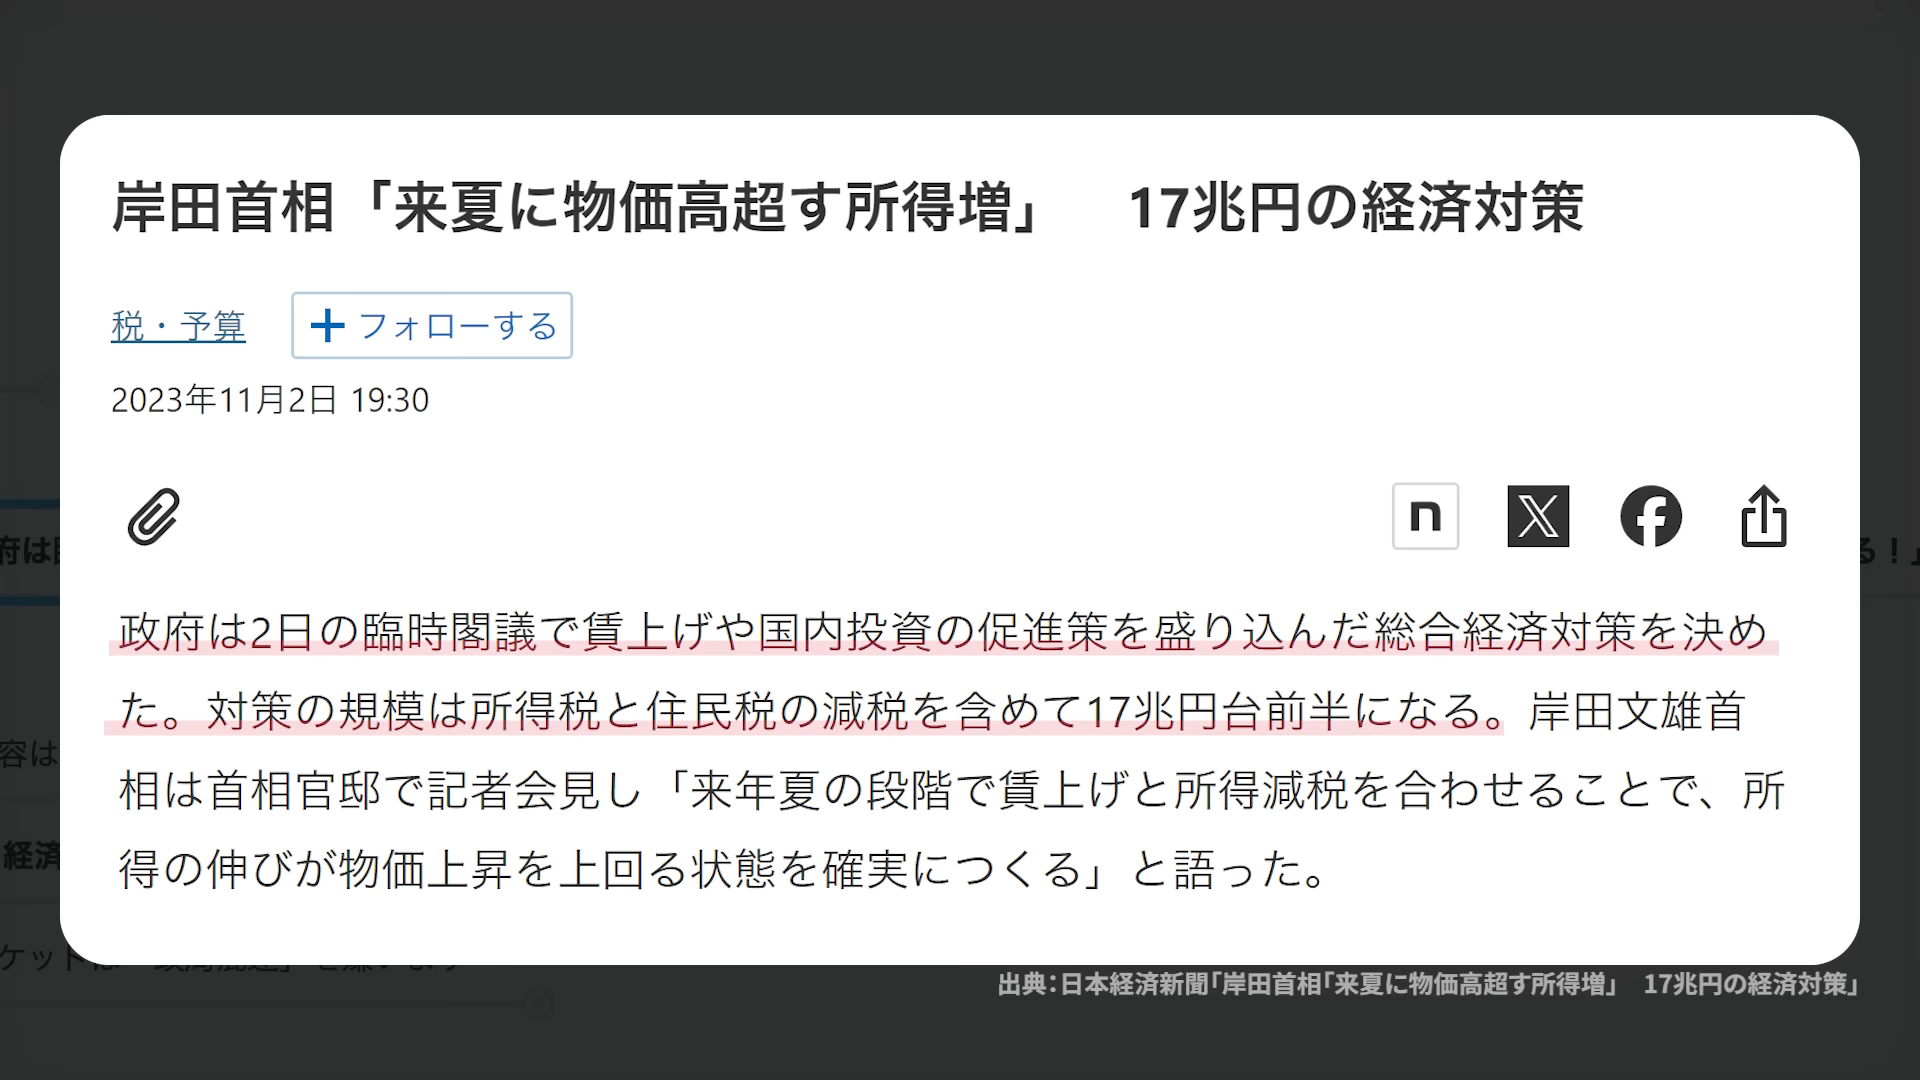 岸田首相「来夏に物価高超す所得増」　17兆円の経済対策
税・予算
フォローする
2023年11月2日 19:30
政府は2日の臨時閣議で賃上げや国内投資の促進策を盛り込んだ総合経済対策を決め
た。対策の規模は所得税と住民税の減税を含めて17兆円台前半になる。岸田文雄首
相は首相官邸で記者会見し「来年夏の段階で賃上げと所得減税を合わせることで、所
得の伸びが物価上昇を上回る状態を確実につくる」と語った。
府は
る！」
容は
経済
ケット
出典：日本経済新聞「岸田首相「来夏に物価高超す所得増」　17兆円の経済対策」